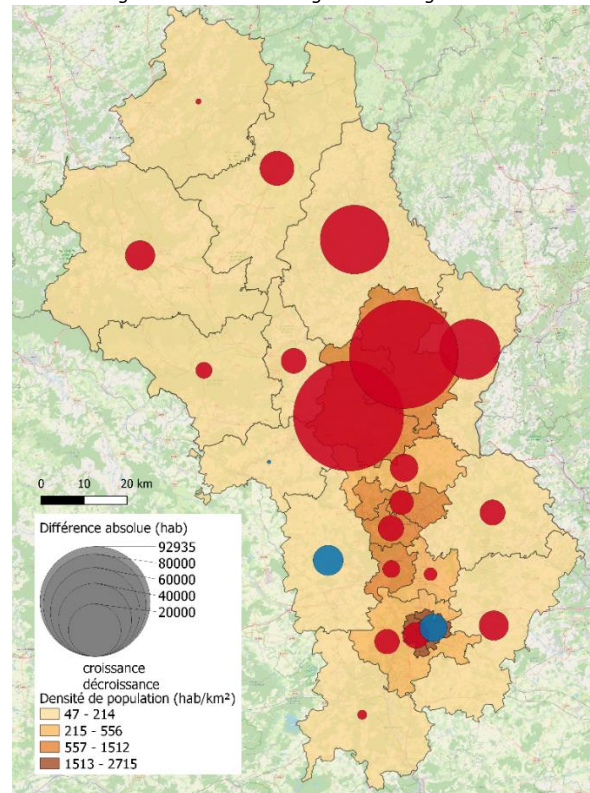 0 10 20 km
Différence absolue (hab)
92935
80000
60000
40000
20000
croissance
décroissance
Densité de population (hab/km²)
47 - 214
215 - 556
557 - 1512
1513 - 2715